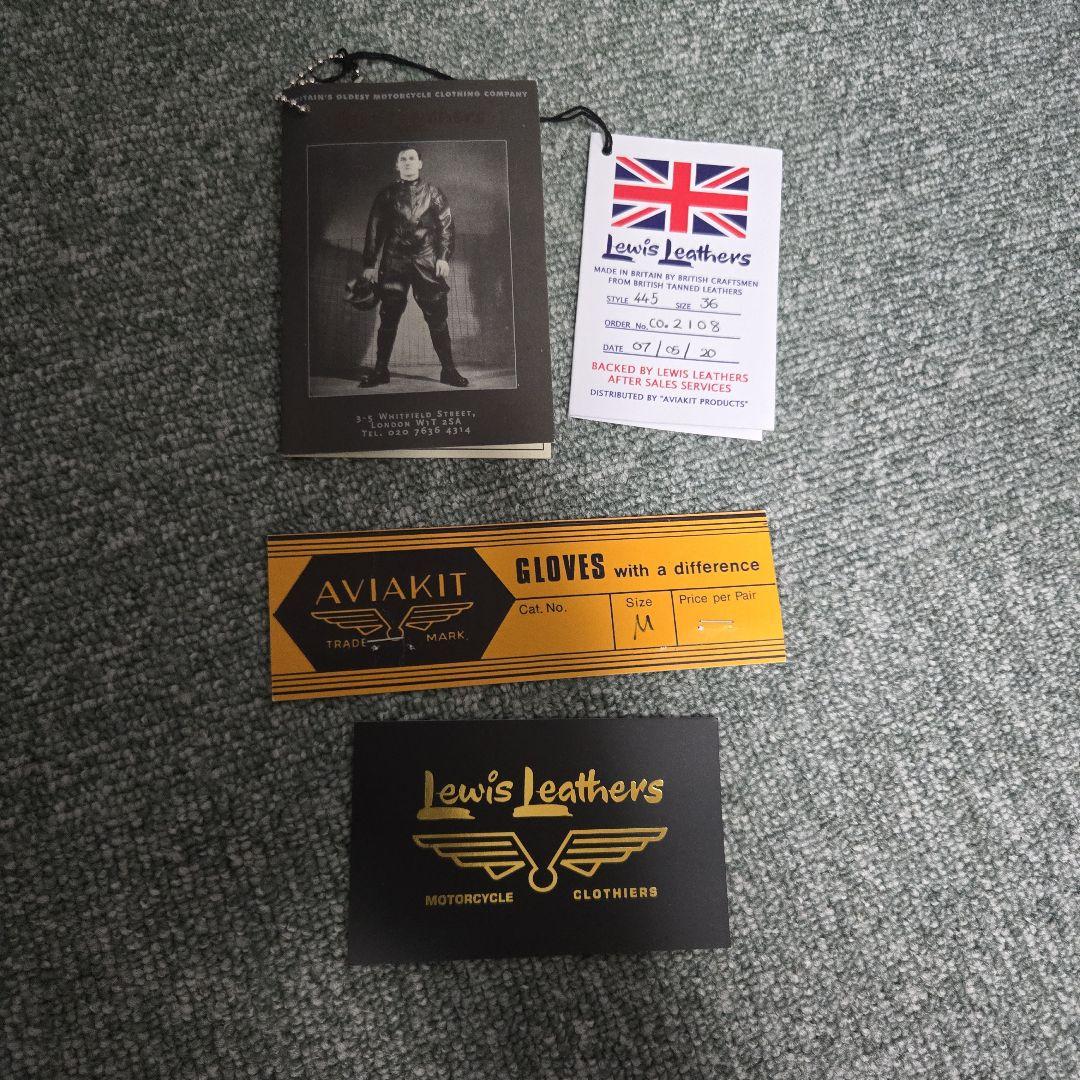 OLDEST MOTORCYCLE CLOTHING COMPANY
3-5 WHITFIELD STREET,
LONDON W1T 2SA
TEL. 020 7636 4314
Lewis Leathers
MADE IN BRITAIN BY BRITISH CRAFTSMEN
FROM BRITISH TANNED LEATHERS
STYLE 445 SIZE 36
ORDER No. CO. 2108
DATE 07/05/20
BACKED BY LEWIS LEATHERS
AFTER SALES SERVICES
DISTRIBUTED BY "AVIAKIT PRODUCTS"
AVIAKIT
TRADE MARK.
GLOVES with a difference
Cat. No. Size Price per Pair
M
Lewis Leathers
MOTORCYCLE CLOTHIERS